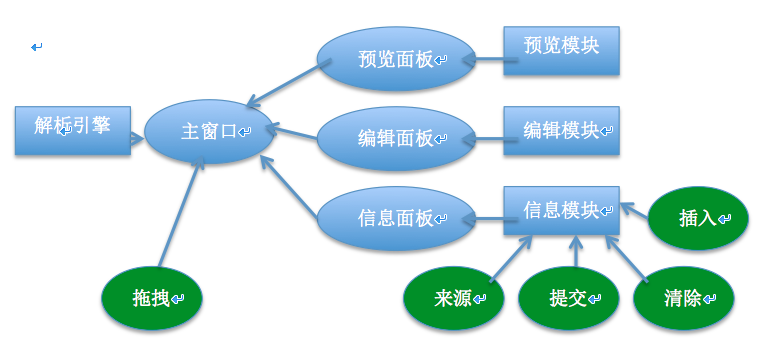 预览面板
预览模块
解析引擎
主窗口
编辑面板
编辑模块
信息面板
信息模块
插入
拖拽
来源
提交
清除